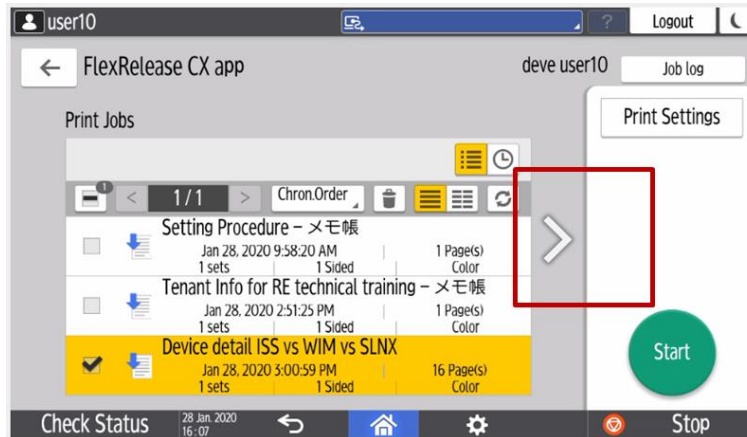 user10
?
Logout
FlexRelease CX app
deve user10
Job log
Print Jobs
Print Settings
1
< 1/1 >
Chron.Order
Setting Procedure – メモ帳
Jan 28, 2020 9:58:20 AM 1 Page(s)
1 sets 1 Sided Color
Tenant Info for RE technical training – メモ帳
Jan 28, 2020 2:51:25 PM 1 Page(s)
1 sets 1 Sided Color
Device detail ISS vs WIM vs SLNX
Jan 28, 2020 3:00:59 PM 16 Page(s)
1 sets 1 Sided Color
Start
Check Status
28 Jan. 2020
16:07
Stop